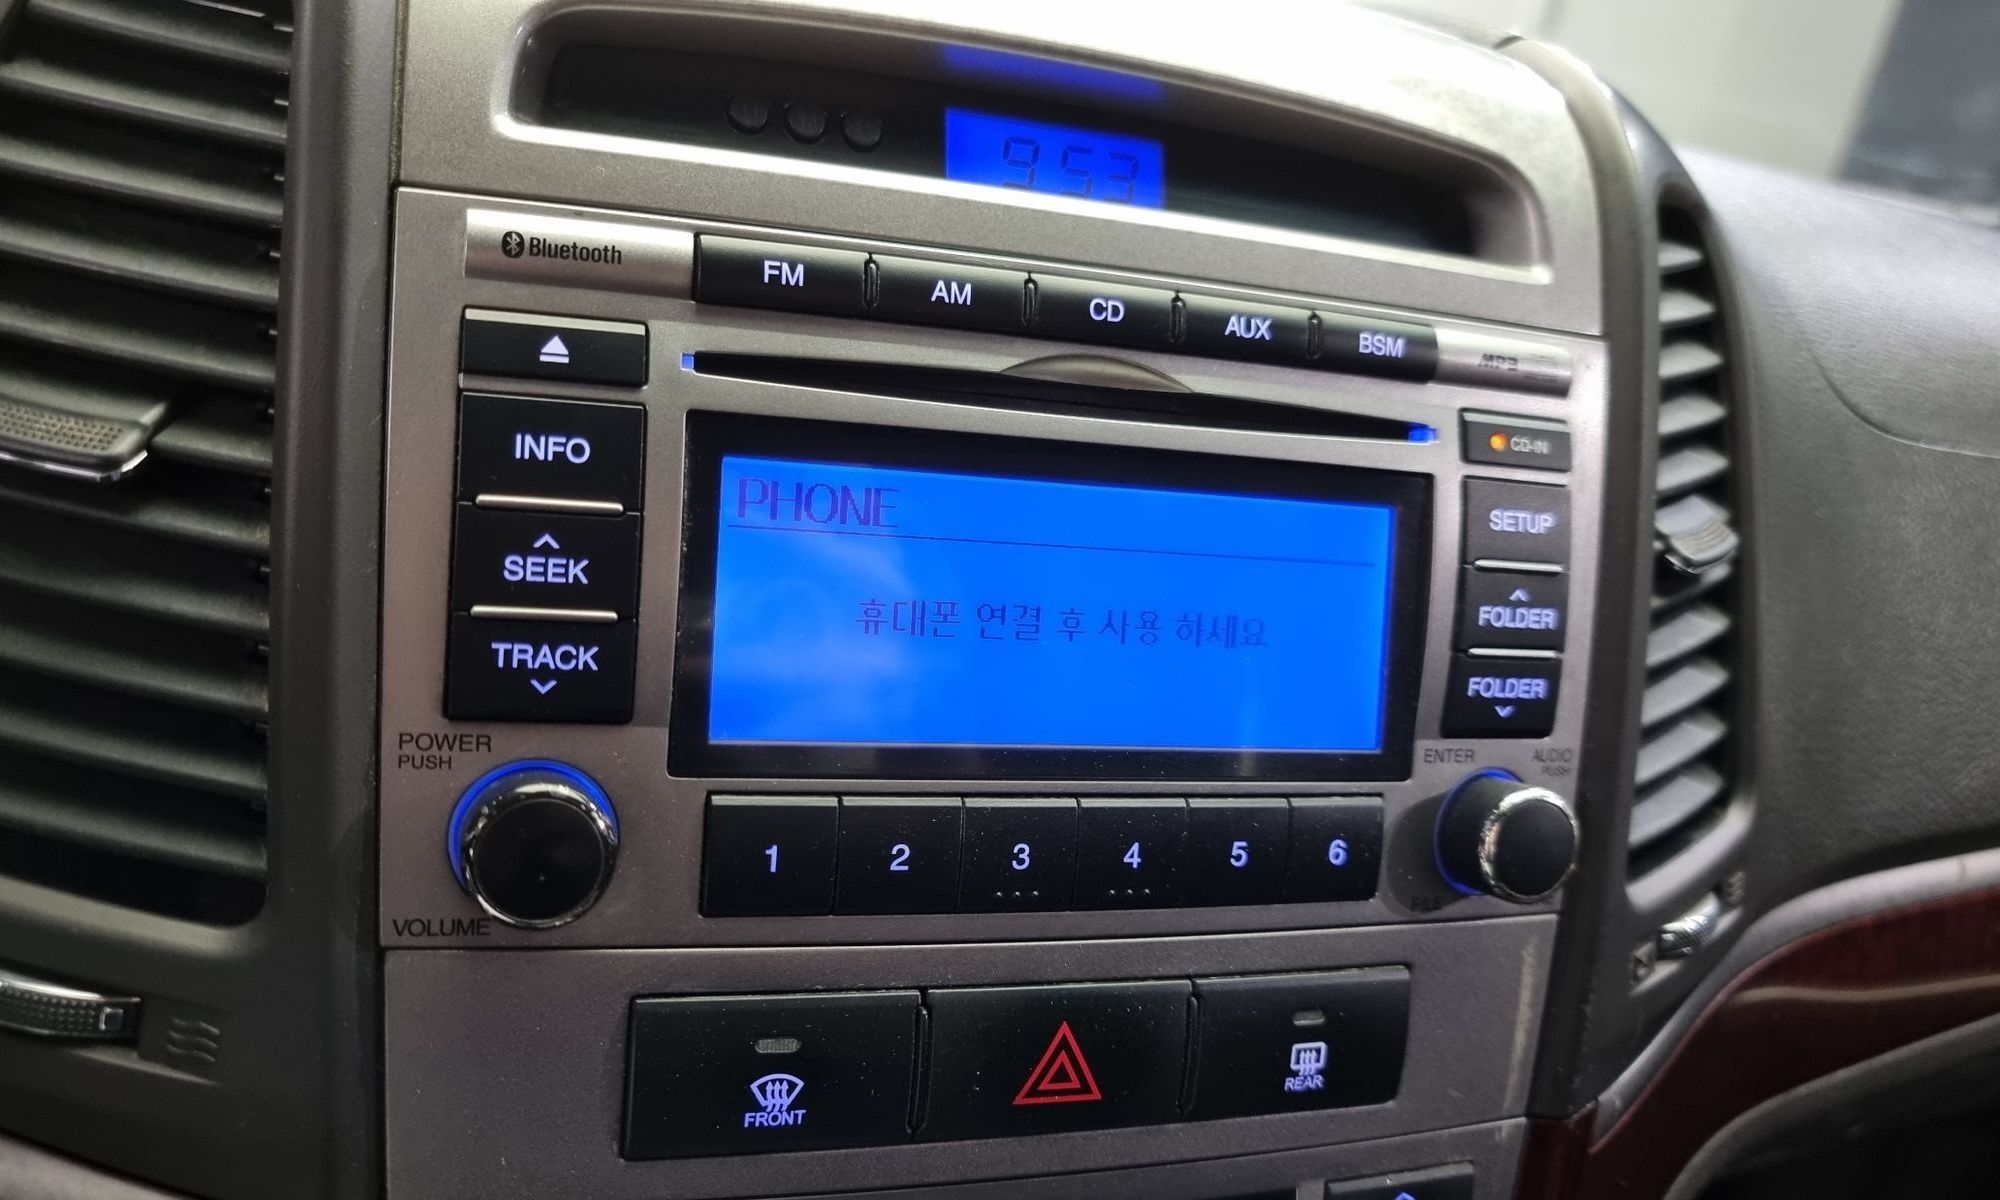 9:53
Bluetooth
FM
AM
CD
AUX
BSM
MP3
INFO
CD-IN
PHONE
SETUP
SEEK
휴대폰 연결 후 사용 하세요
FOLDER
TRACK
FOLDER
POWER
PUSH
ENTER
AUDIO
PUSH
1
2
3
4
5
6
VOLUME
FILE
FRONT
REAR